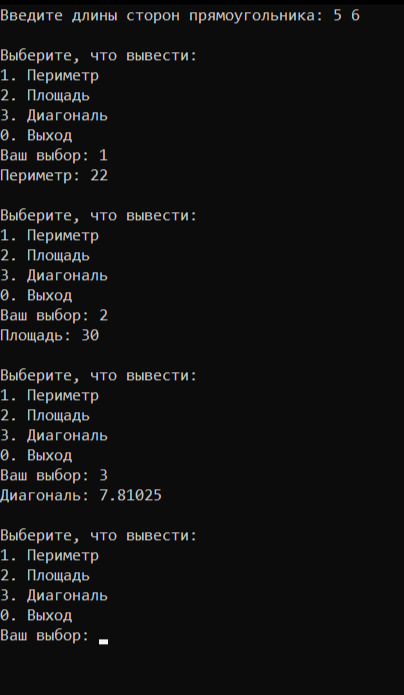 Введите длины сторон прямоугольника: 5 6
Выберите, что вывести:
1. Периметр
2. Площадь
3. Диагональ
0. Выход
Ваш выбор: 1
Периметр: 22
Выберите, что вывести:
1. Периметр
2. Площадь
3. Диагональ
0. Выход
Ваш выбор: 2
Площадь: 30
Выберите, что вывести:
1. Периметр
2. Площадь
3. Диагональ
0. Выход
Ваш выбор: 3
Диагональ: 7.81025
Выберите, что вывести:
1. Периметр
2. Площадь
3. Диагональ
0. Выход
Ваш выбор: